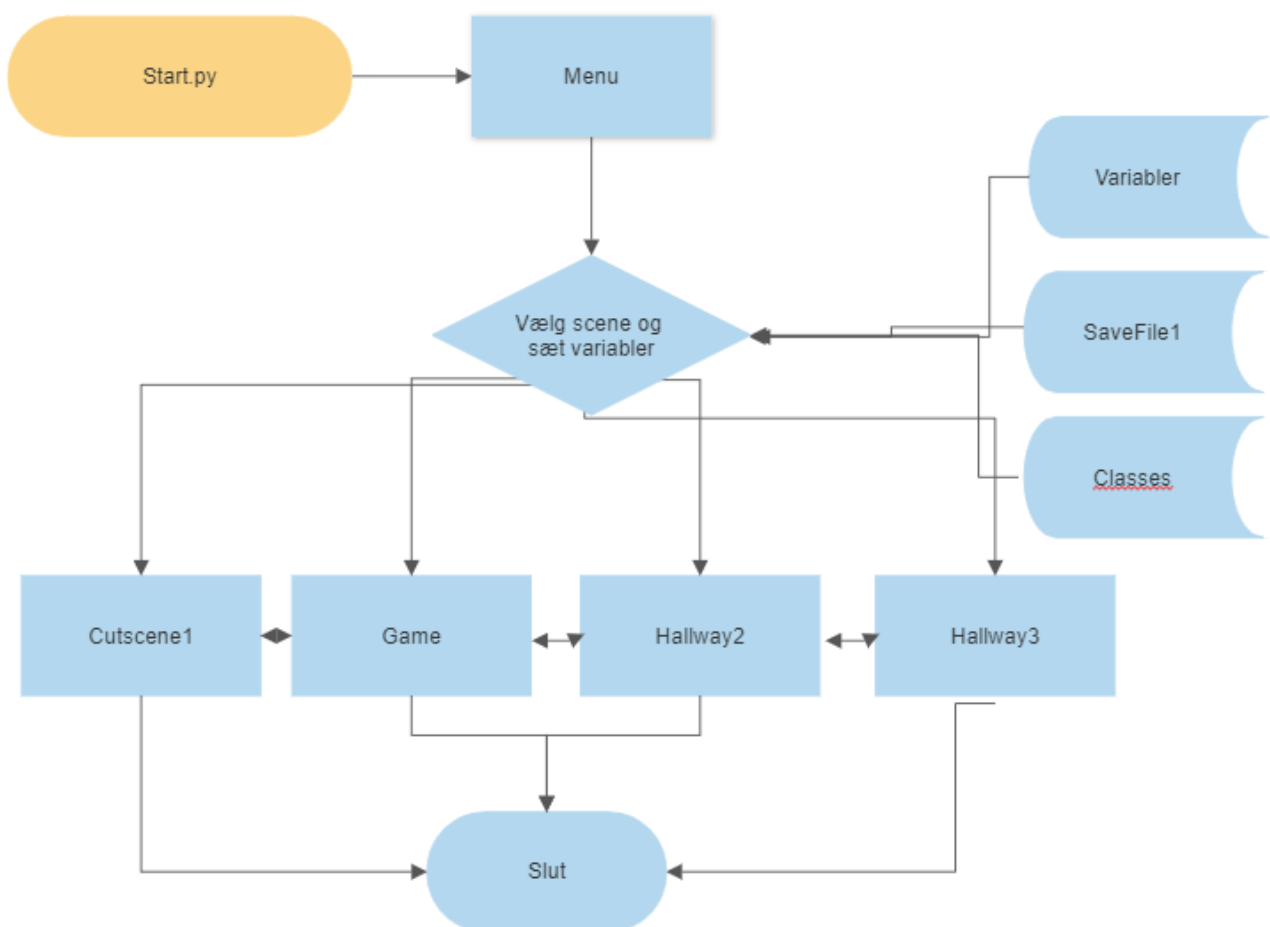 Start.py
Menu
Variabler
Vælg scene og
sæt variabler
SaveFile1
Classes
Cutscene1
Game
Hallway2
Hallway3
Slut